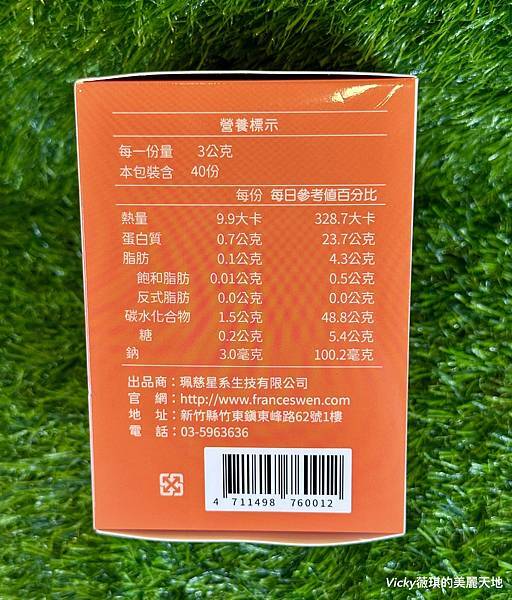 營養標示
每一份量 3公克
本包裝含 40份
每份 每日參考值百分比
熱量 9.9大卡 328.7大卡
蛋白質 0.7公克 23.7公克
脂肪 0.1公克 4.3公克
飽和脂肪 0.01公克 0.5公克
反式脂肪 0.0公克 0.0公克
碳水化合物 1.5公克 48.8公克
糖 0.2公克 5.4公克
鈉 3.0毫克 100.2毫克
出品商：珮慈星系生技有限公司
官 網：http://www.franceswen.com
地 址：新竹縣竹東鎮東峰路62號1樓
電 話：03-5963636
4 711498 760012
Vicky薇琪的美麗天地